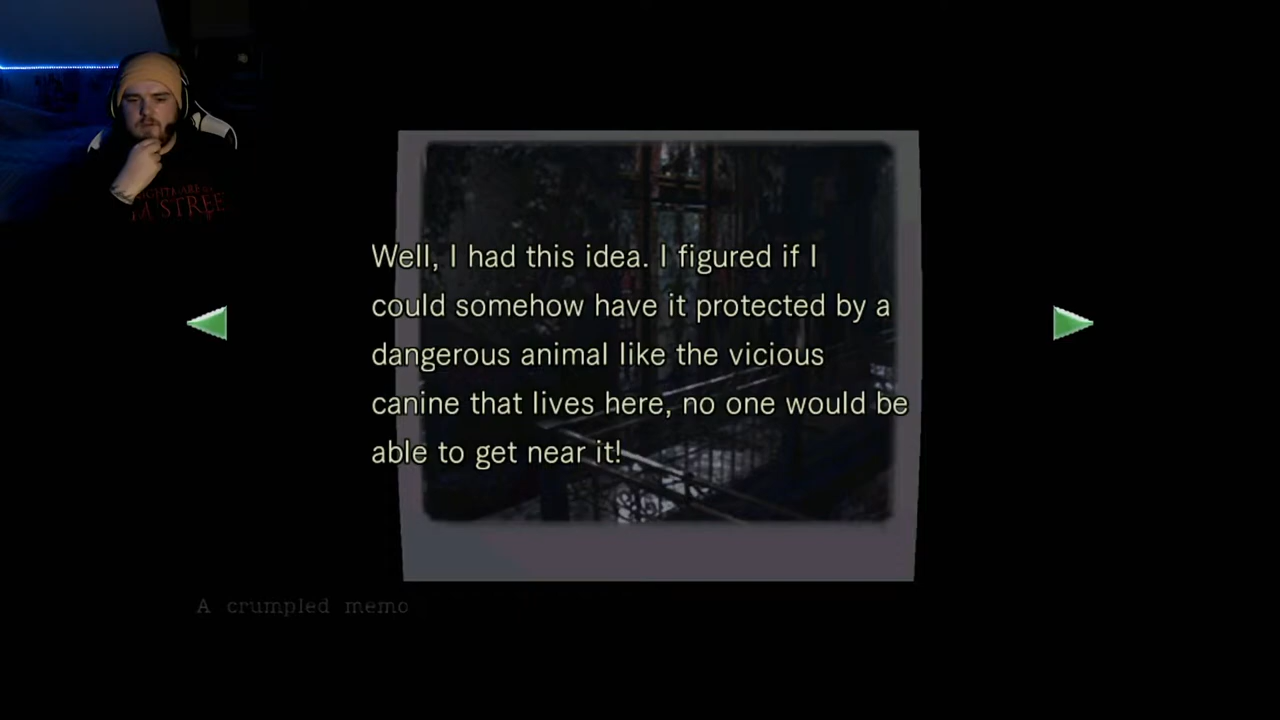 Well, I had this idea. I figured if I
could somehow have it protected by a
dangerous animal like the vicious
canine that lives here, no one would be
able to get near it!
A crumpled memo
STREE